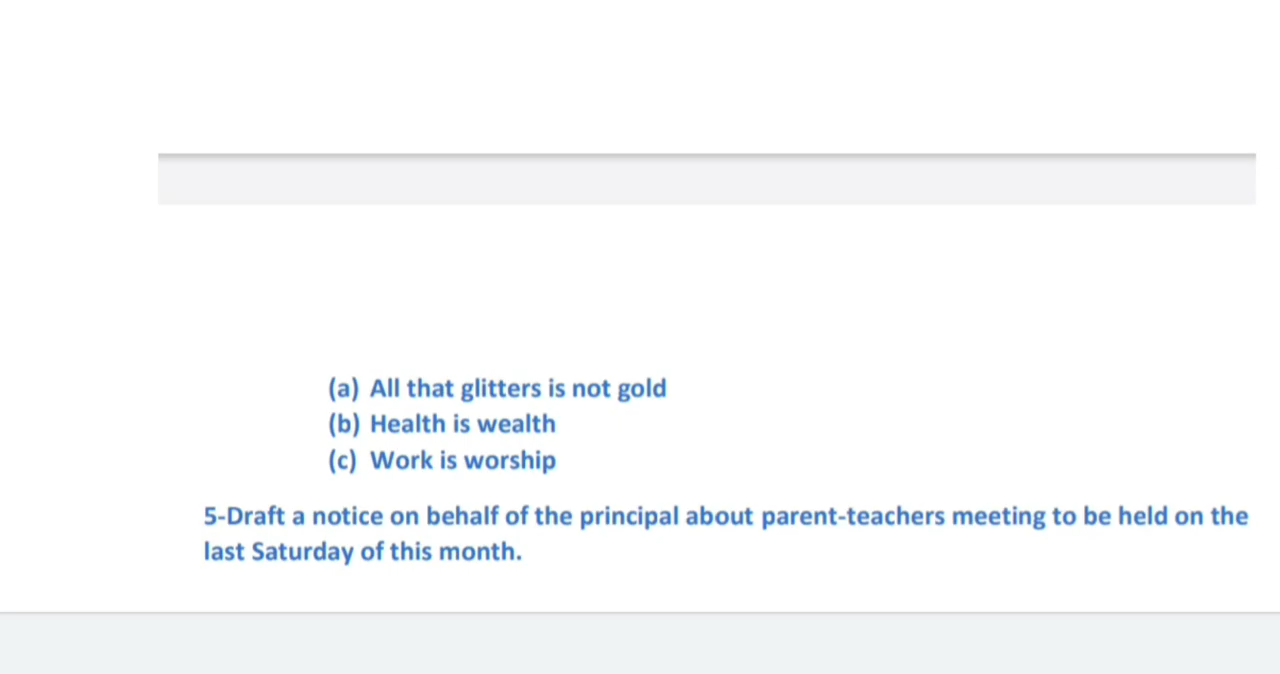 (a) All that glitters is not gold
(b) Health is wealth
(c) Work is worship
5-Draft a notice on behalf of the principal about parent-teachers meeting to be held on the
last Saturday of this month.